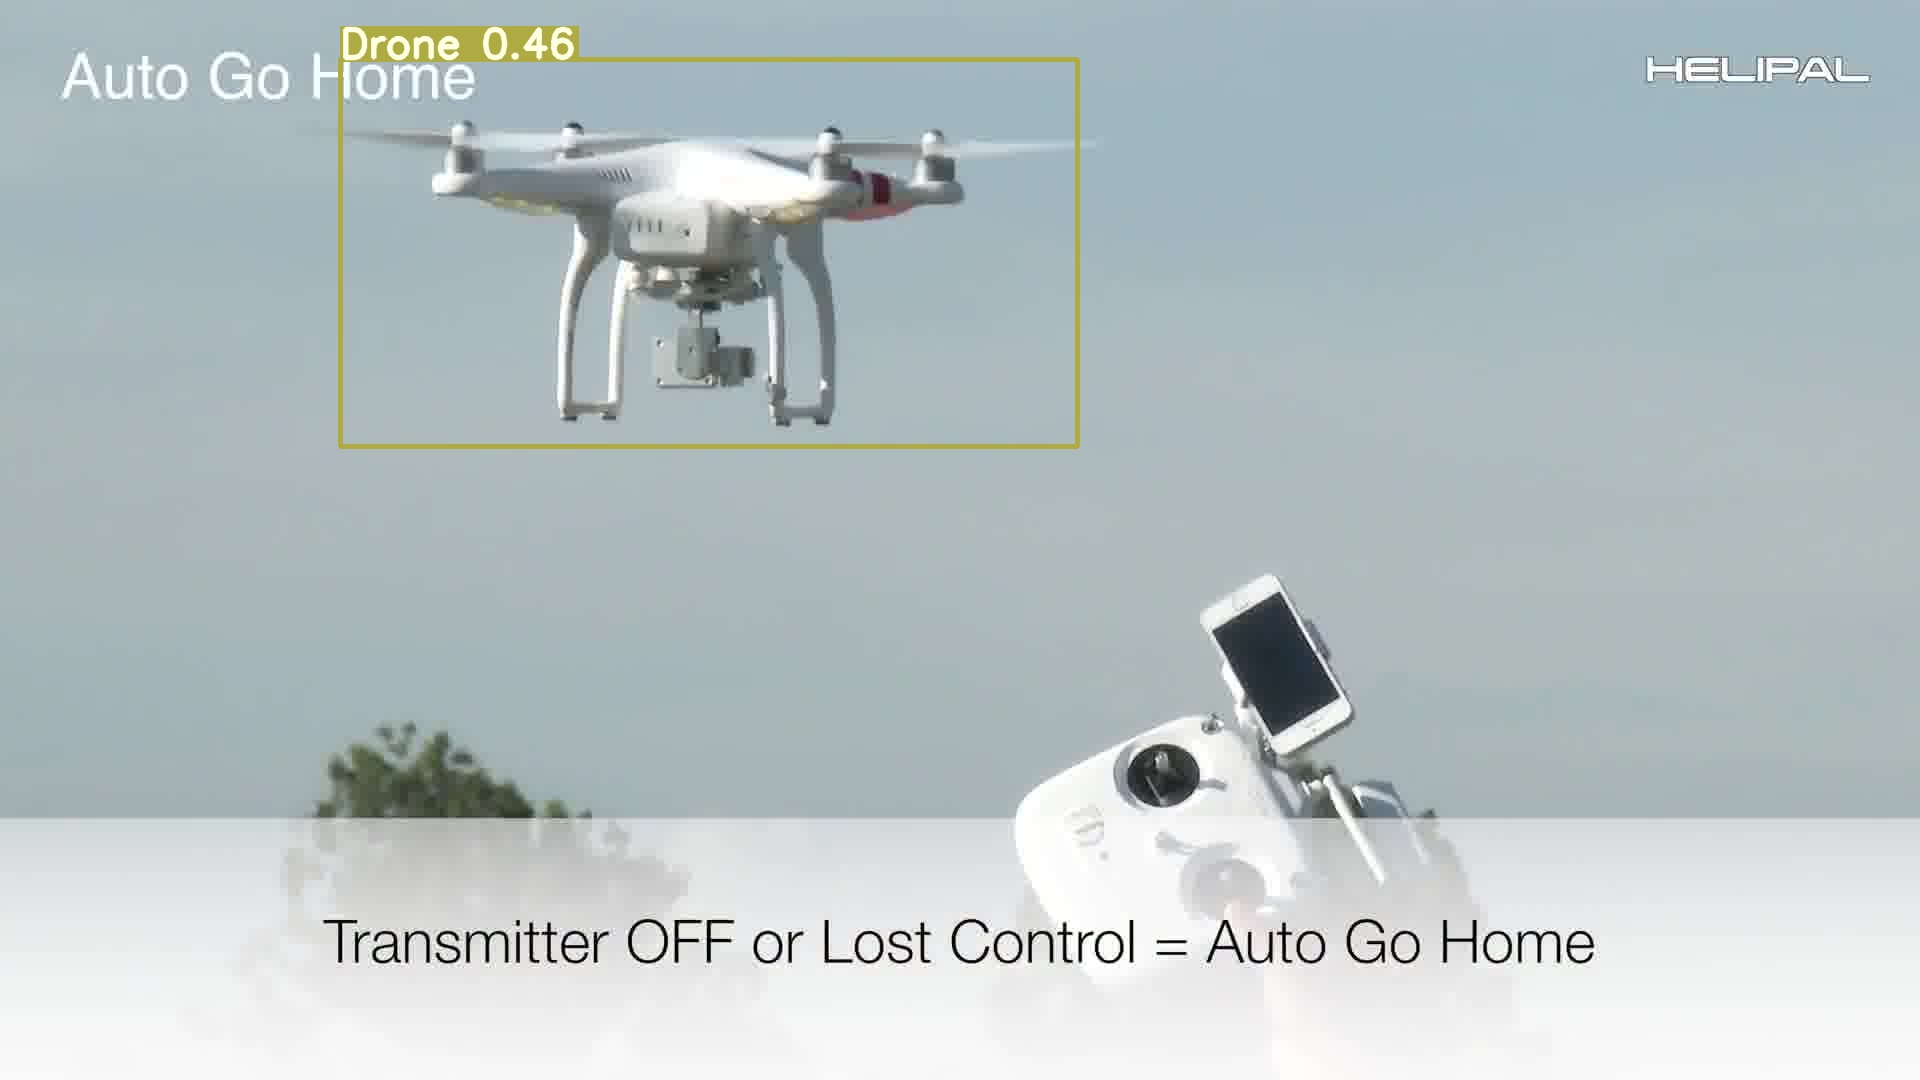 Drone 0.46
Auto Go Home
HELIPAL
Transmitter OFF or Lost Control = Auto Go Home